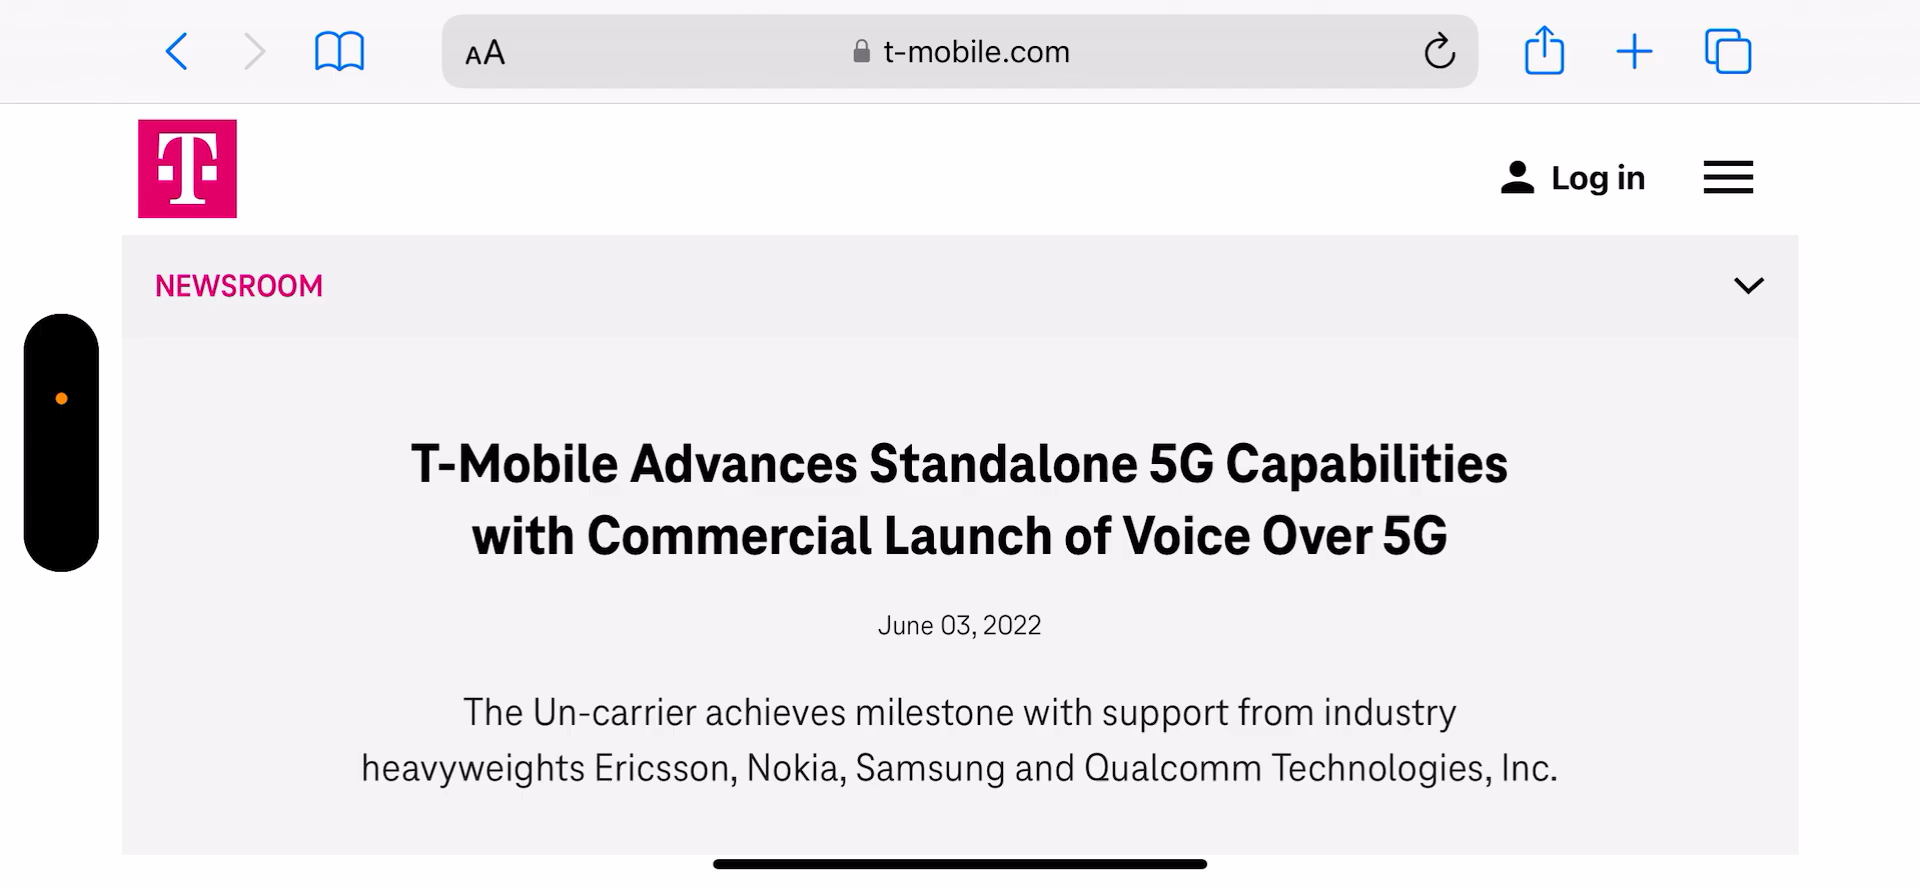 AA
t-mobile.com
T
Log in
NEWSROOM
T-Mobile Advances Standalone 5G Capabilities
with Commercial Launch of Voice Over 5G
June 03, 2022
The Un-carrier achieves milestone with support from industry
heavyweights Ericsson, Nokia, Samsung and Qualcomm Technologies, Inc.